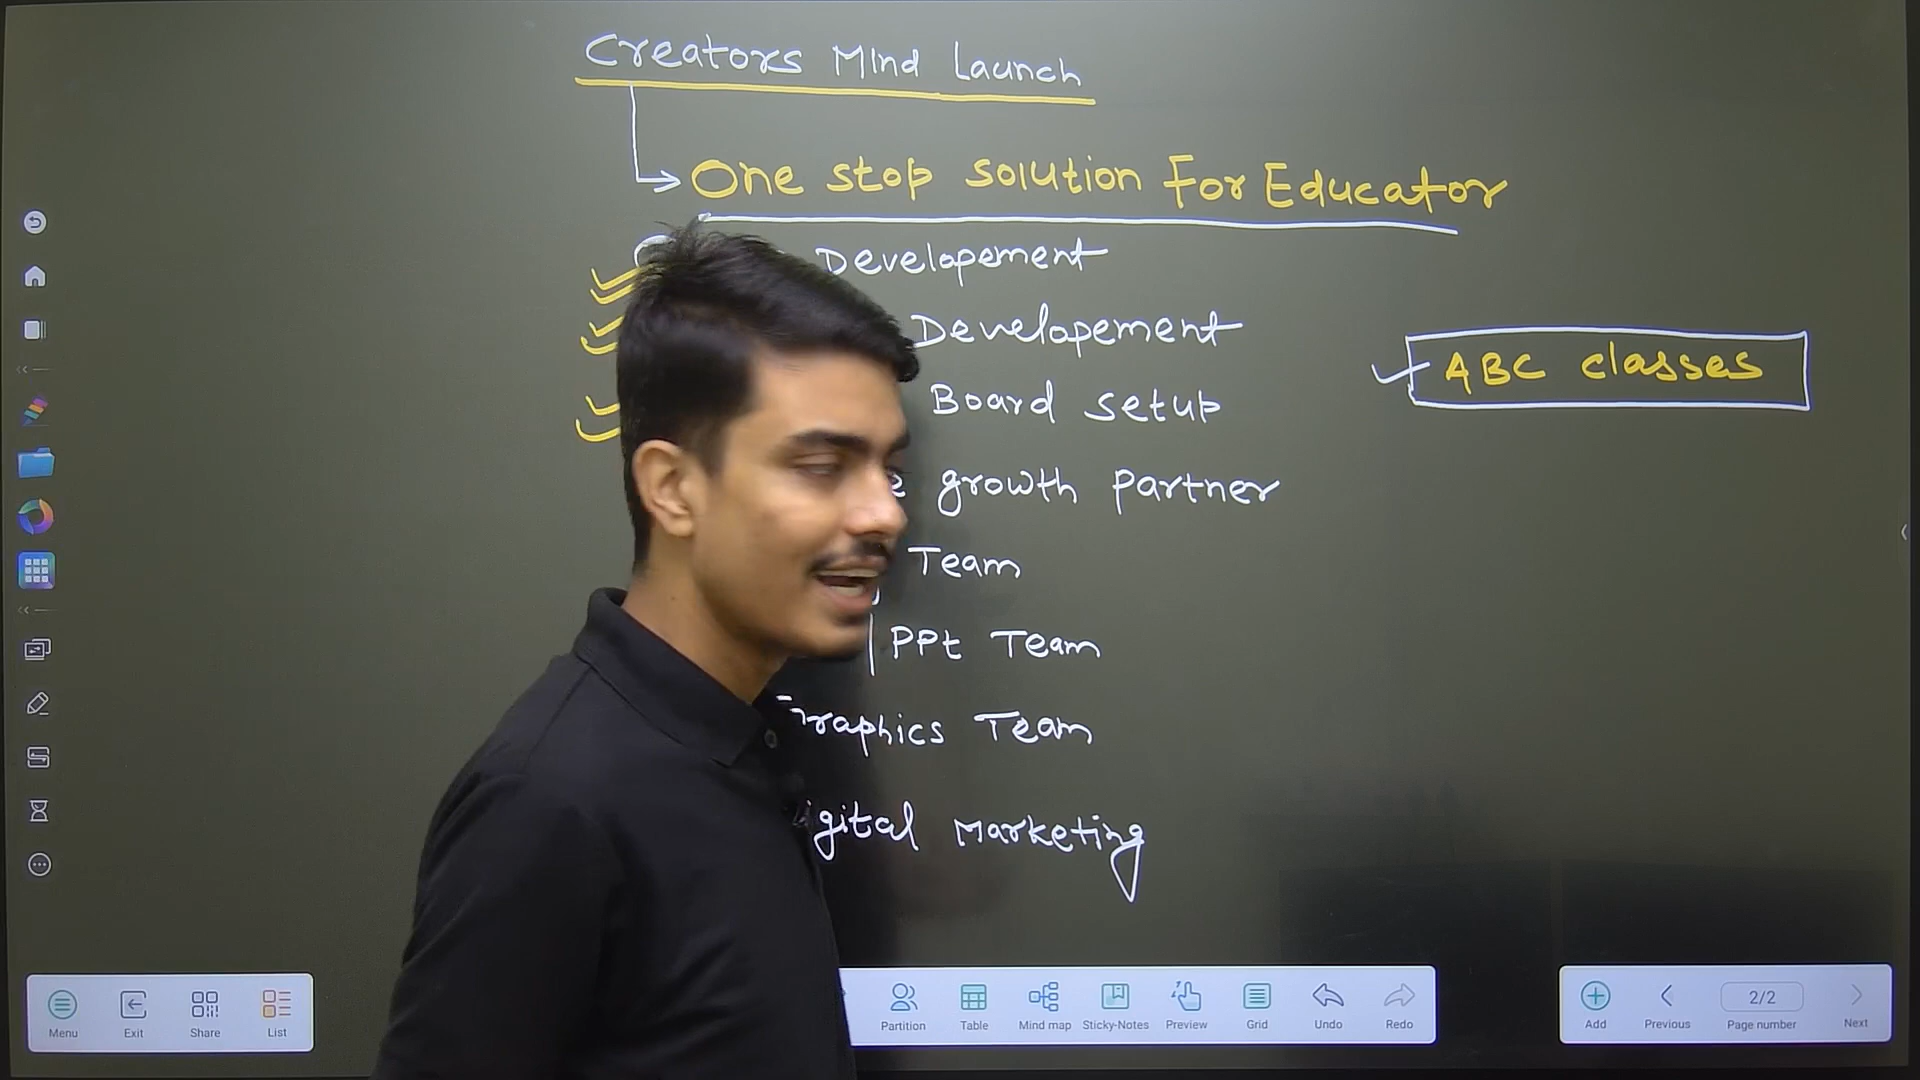 Creators Mind Launch
One stop solution For Educator
Developement
Developement
ABC classes
Board setup
growth partner
Team
PPt Team
Graphics Team
Digital Marketing
Menu
Exit
Share
List
Partition
Table
Mind map
Sticky-Notes
Preview
Grid
Undo
Redo
Add
Previous
2/2
Page number
Next